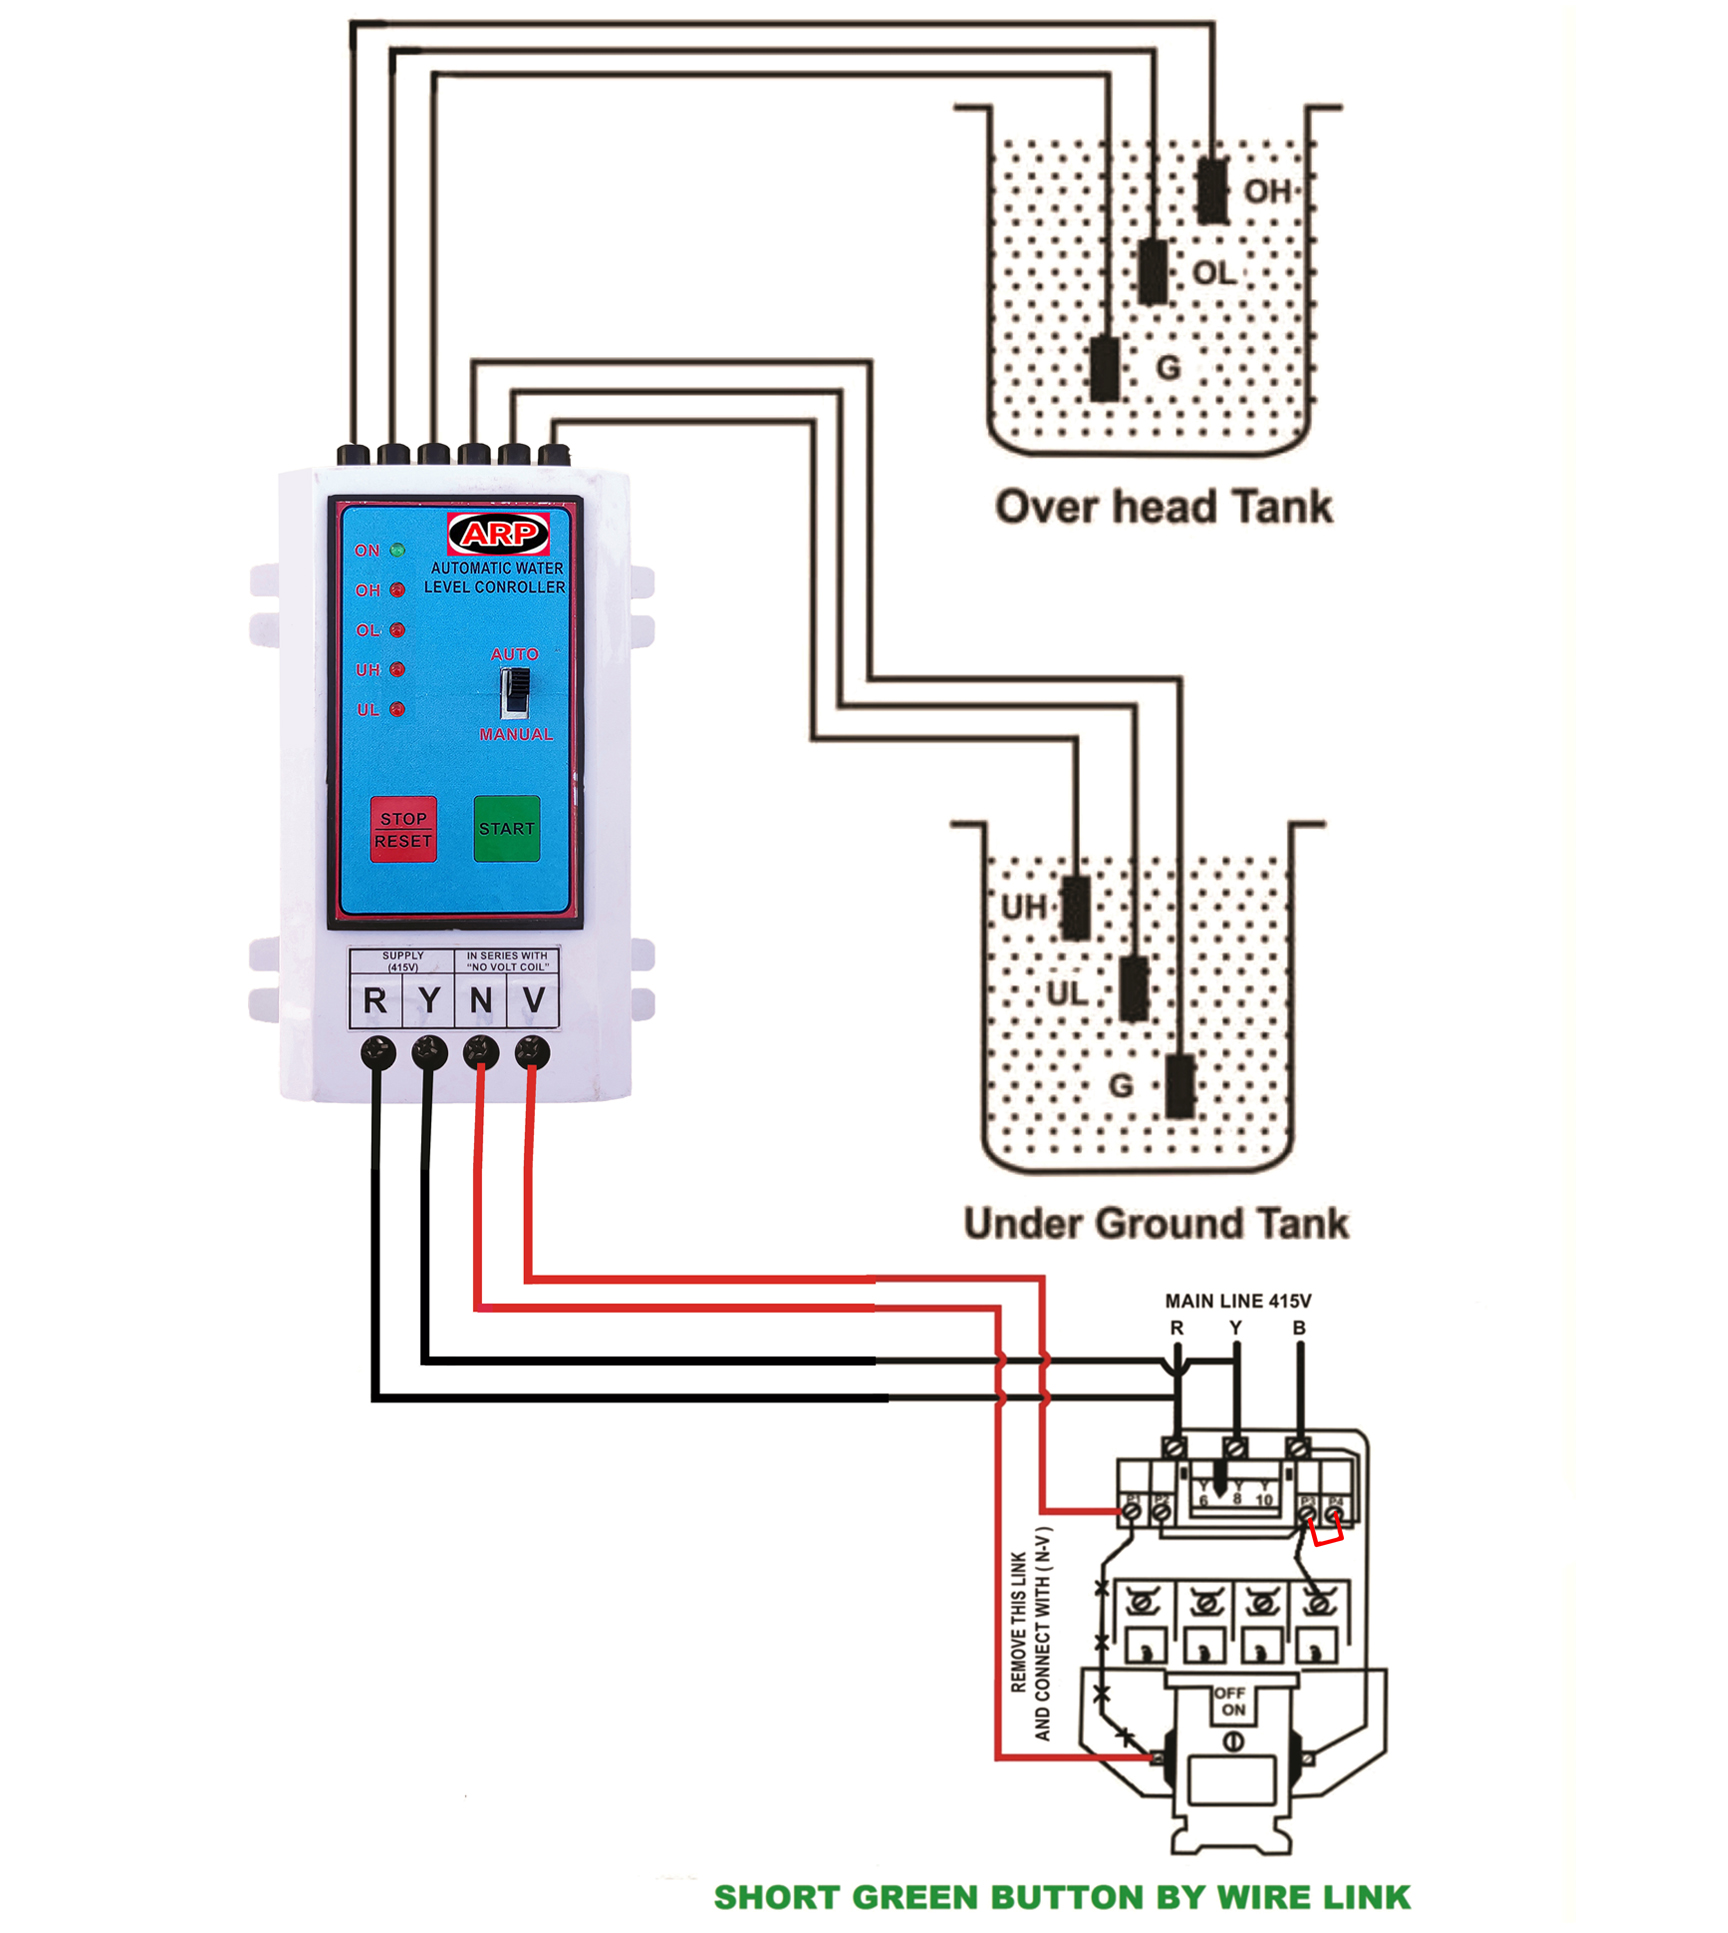 OH
OL
G
Over head Tank
ARP
AUTOMATIC WATER
LEVEL CONROLLER
ON
OH
OL
UH
UL
AUTO
MANUAL
STOP
RESET
START
SUPPLY
(415V)
IN SERIES WITH
"NO VOLT COIL"
R Y N V
UH
UL
G
Under Ground Tank
MAIN LINE 415V
R Y B
P1 P2
Y Y Y
6 8 10
P3 P4
REMOVE THIS LINK
AND CONNECT WITH ( N-V )
OFF
ON
SHORT GREEN BUTTON BY WIRE LINK